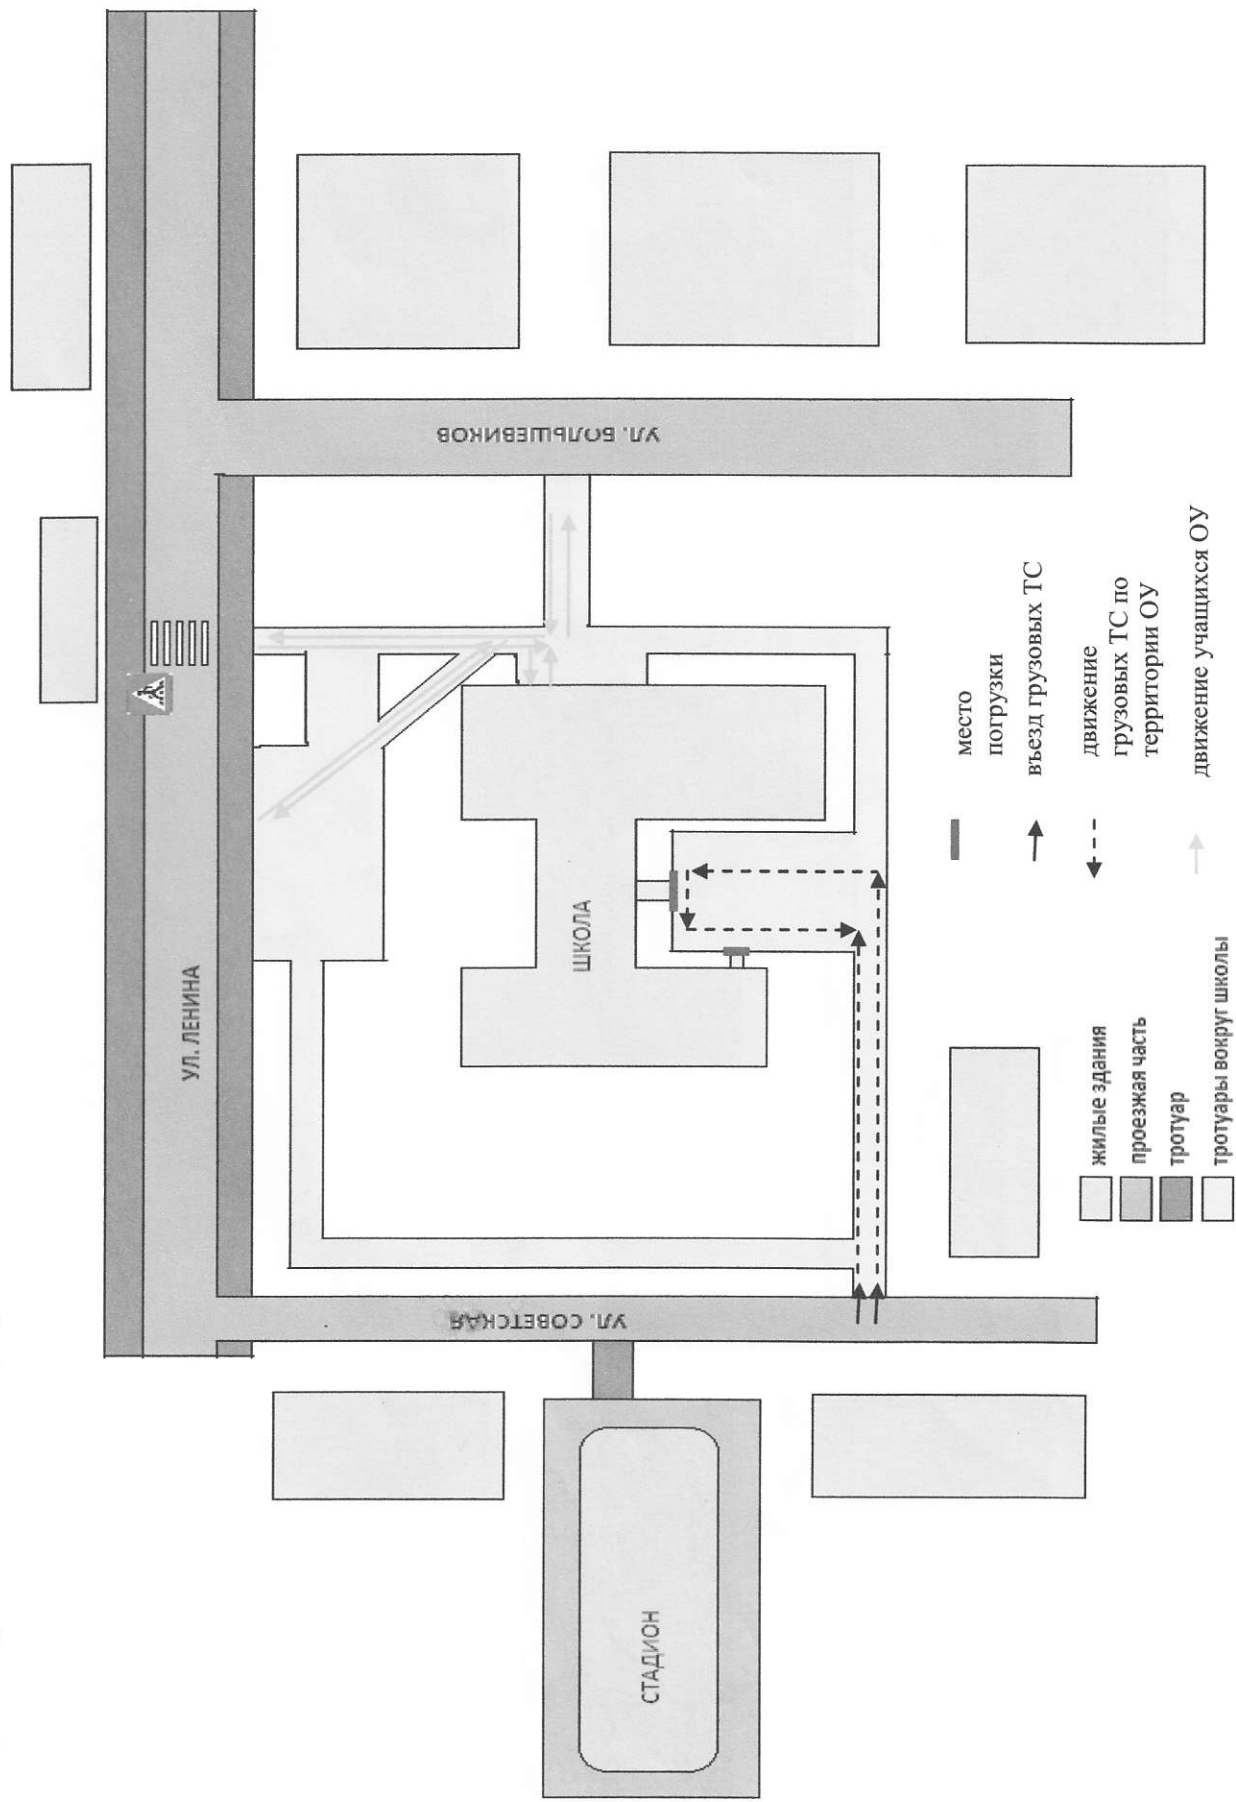 УЛ. ЛЕНИНА
УЛ. БОЛЬШЕВИКОВ
ШКОЛА
УЛ. СОВЕТСКАЯ
СТАДИОН
место
погрузки
въезд грузовых ТС
движение
грузовых ТС по
территории ОУ
движение учащихся ОУ
жилые здания
проезжая часть
тротуар
тротуары вокруг школы